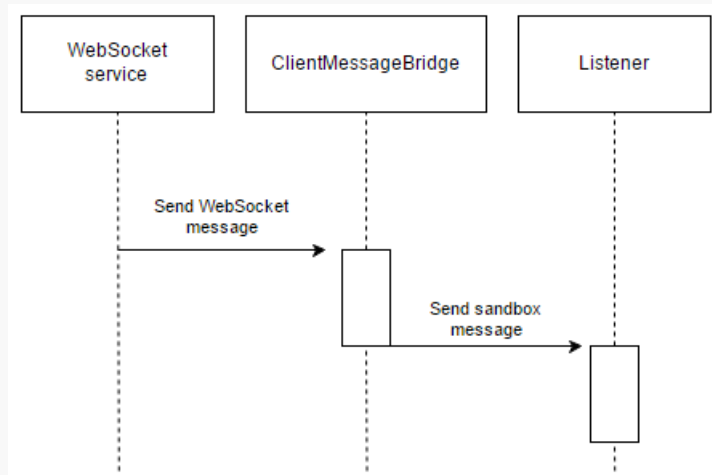 WebSocket
service
ClientMessageBridge
Listener
Send WebSocket
message
Send sandbox
message